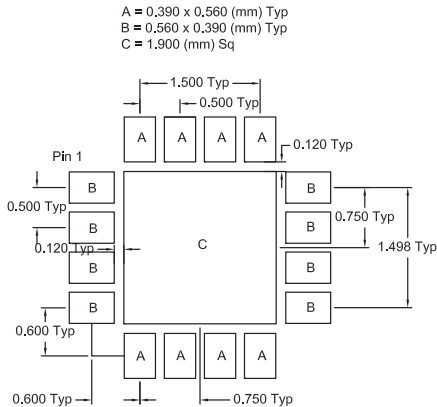 A = 0.390 x 0.560 (mm) Typ
B = 0.560 x 0.390 (mm) Typ
C = 1.900 (mm) Sq
1.500 Typ
0.500 Typ
A A A A
0.120 Typ
Pin 1
B B
0.500 Typ
0.750 Typ
B B
0.120 Typ
C
1.498 Typ
B B
B B
0.600 Typ
A A A A
0.600 Typ
0.750 Typ